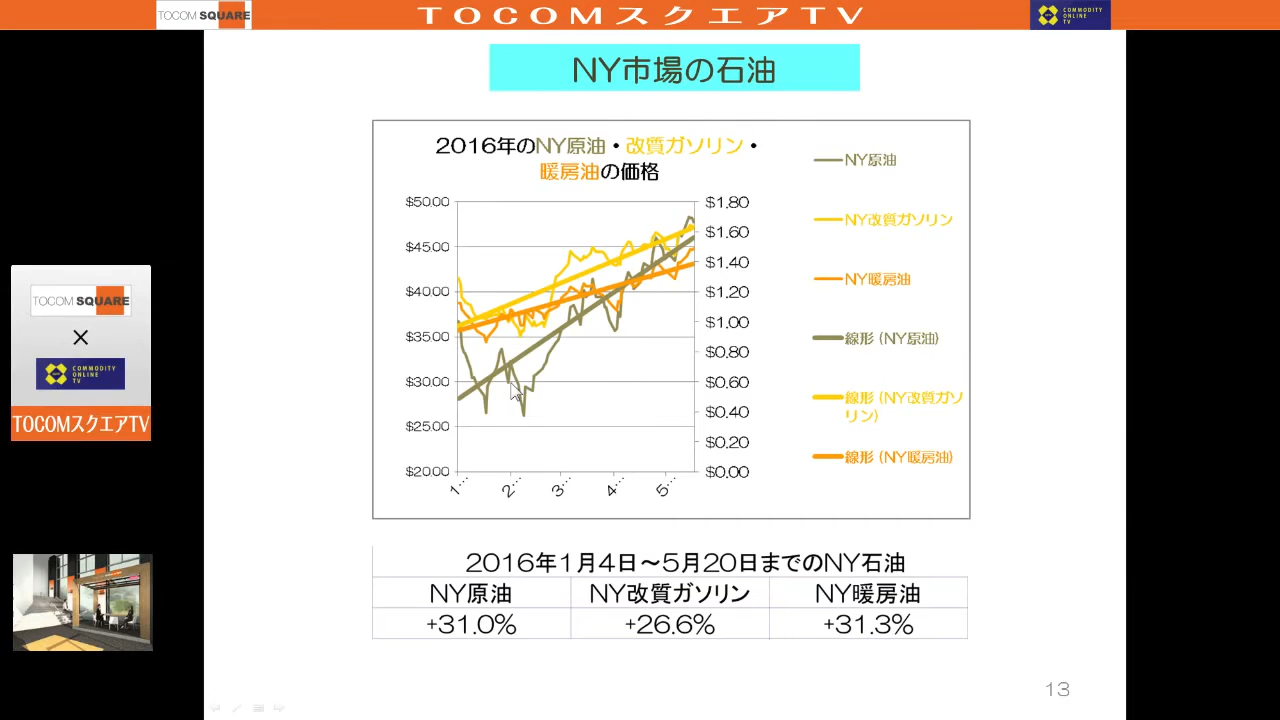 TOCOM SQUARE
TOCOMスクエアTV
COMMODITY
ONLINE
TV
NY市場の石油
2016年のNY原油・改質ガソリン・
暖房油の価格
$50.00
$45.00
$40.00
$35.00
$30.00
$25.00
$20.00
$1.80
$1.60
$1.40
$1.20
$1.00
$0.80
$0.60
$0.40
$0.20
$0.00
1…
2…
3…
4…
5…
NY原油
NY改質ガソリン
NY暖房油
線形 (NY原油)
線形 (NY改質ガソ
リン)
線形 (NY暖房油)
TOCOM SQUARE
×
COMMODITY
ONLINE
TV
TOCOMスクエアTV
2016年1月4日～5月20日までのNY石油
NY原油 NY改質ガソリン NY暖房油
+31.0% +26.6% +31.3%
13